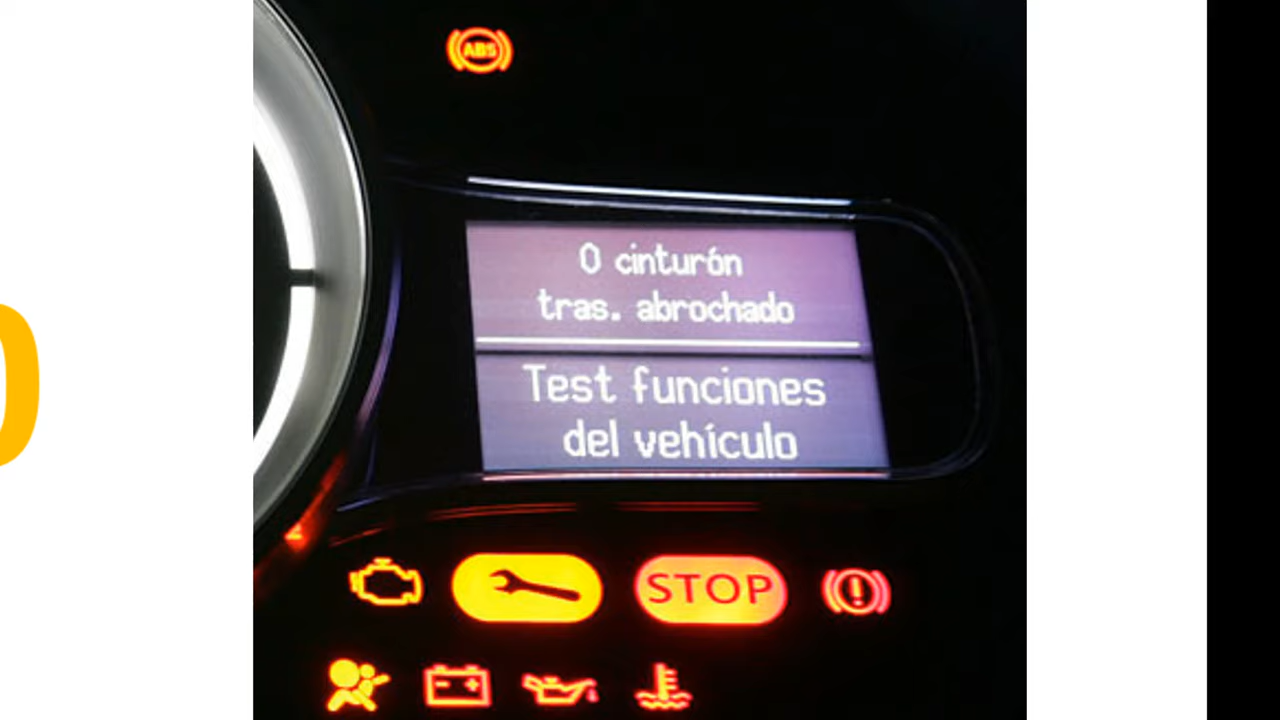 ABS
0 cinturón
tras. abrochado
Test funciones
del vehículo
STOP